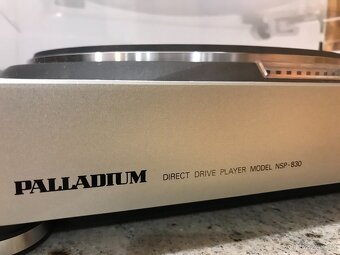 PALLADIUM DIRECT DRIVE PLAYER MODEL NSP-830